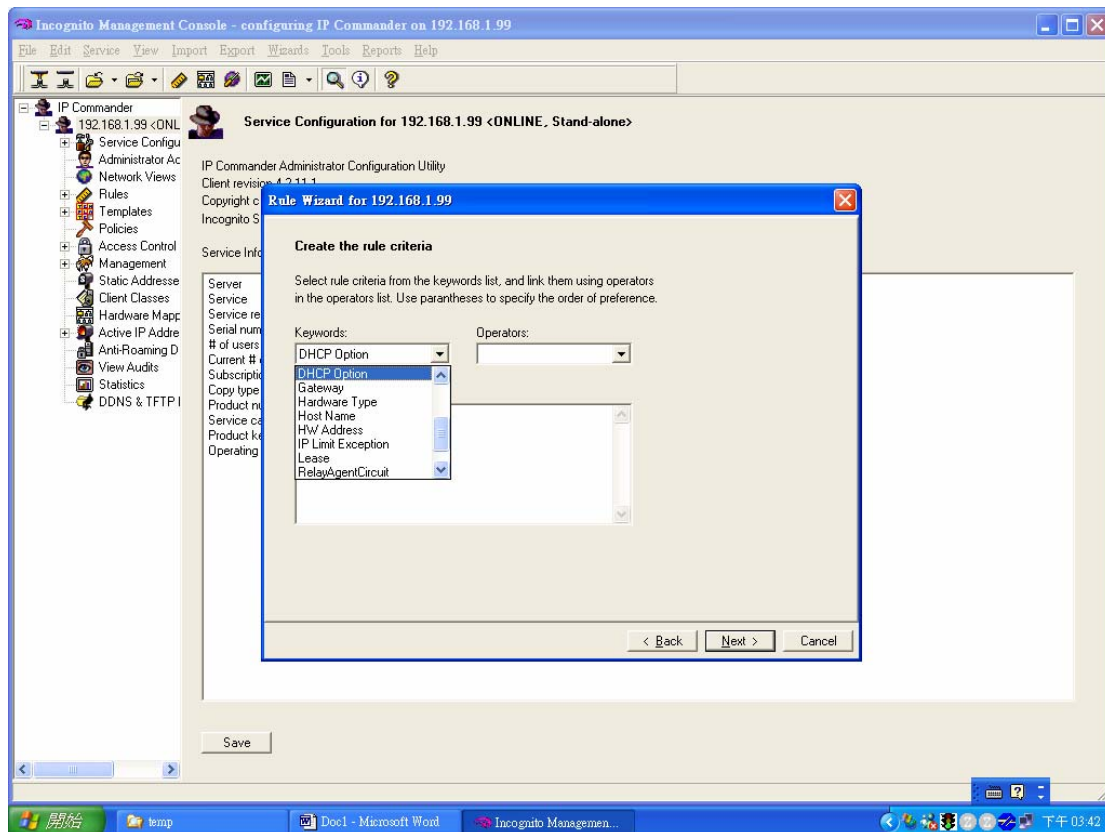 Incognito Management Console - configuring IP Commander on 192.168.1.99
File Edit Service View Import Export Wizards Tools Reports Help
IP Commander
192.168.1.99 <ONL
Service Configu
Administrator Ac
Network Views
Rules
Templates
Policies
Access Control
Management
Static Addresse
Client Classes
Hardware Mapp
Active IP Addre
Anti-Roaming D
View Audits
Statistics
DDNS & TFTP I
Service Configuration for 192.168.1.99 <ONLINE, Stand-alone>
IP Commander Administrator Configuration Utility
Client revision 4.2.11.1
Copyright c
Incognito S
Service Info
Server
Service
Service re
Serial num
# of users
Current #
Subscriptio
Copy type
Product nu
Service ca
Product ke
Operating
Rule Wizard for 192.168.1.99
Create the rule criteria
Select rule criteria from the keywords list, and link them using operators
in the operators list. Use parantheses to specify the order of preference.
Keywords:
Operators:
DHCP Option
DHCP Option
Gateway
Hardware Type
Host Name
HW Address
IP Limit Exception
Lease
RelayAgentCircuit
< Back
Next >
Cancel
Save
開始
temp
Doc1 - Microsoft Word
Incognito Managemen...
下午 03:42